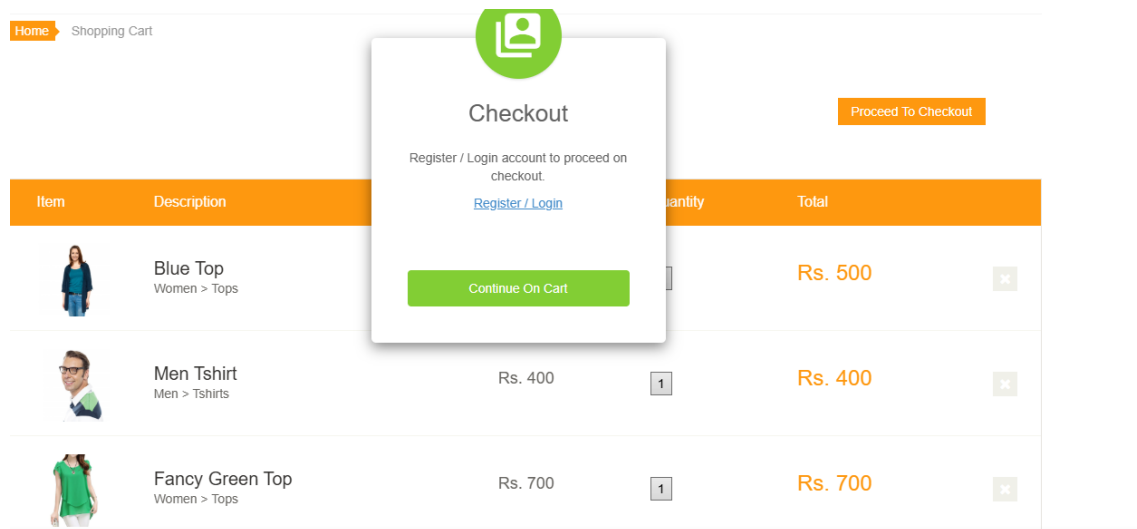 Home Shopping Cart
Checkout
Proceed To Checkout
Register / Login account to proceed on
checkout.
Register / Login
Item Description Total
Blue Top Rs. 500
Women > Tops
Continue On Cart
Men Tshirt Rs. 400 1 Rs. 400
Men > Tshirts
Fancy Green Top Rs. 700 1 Rs. 700
Women > Tops